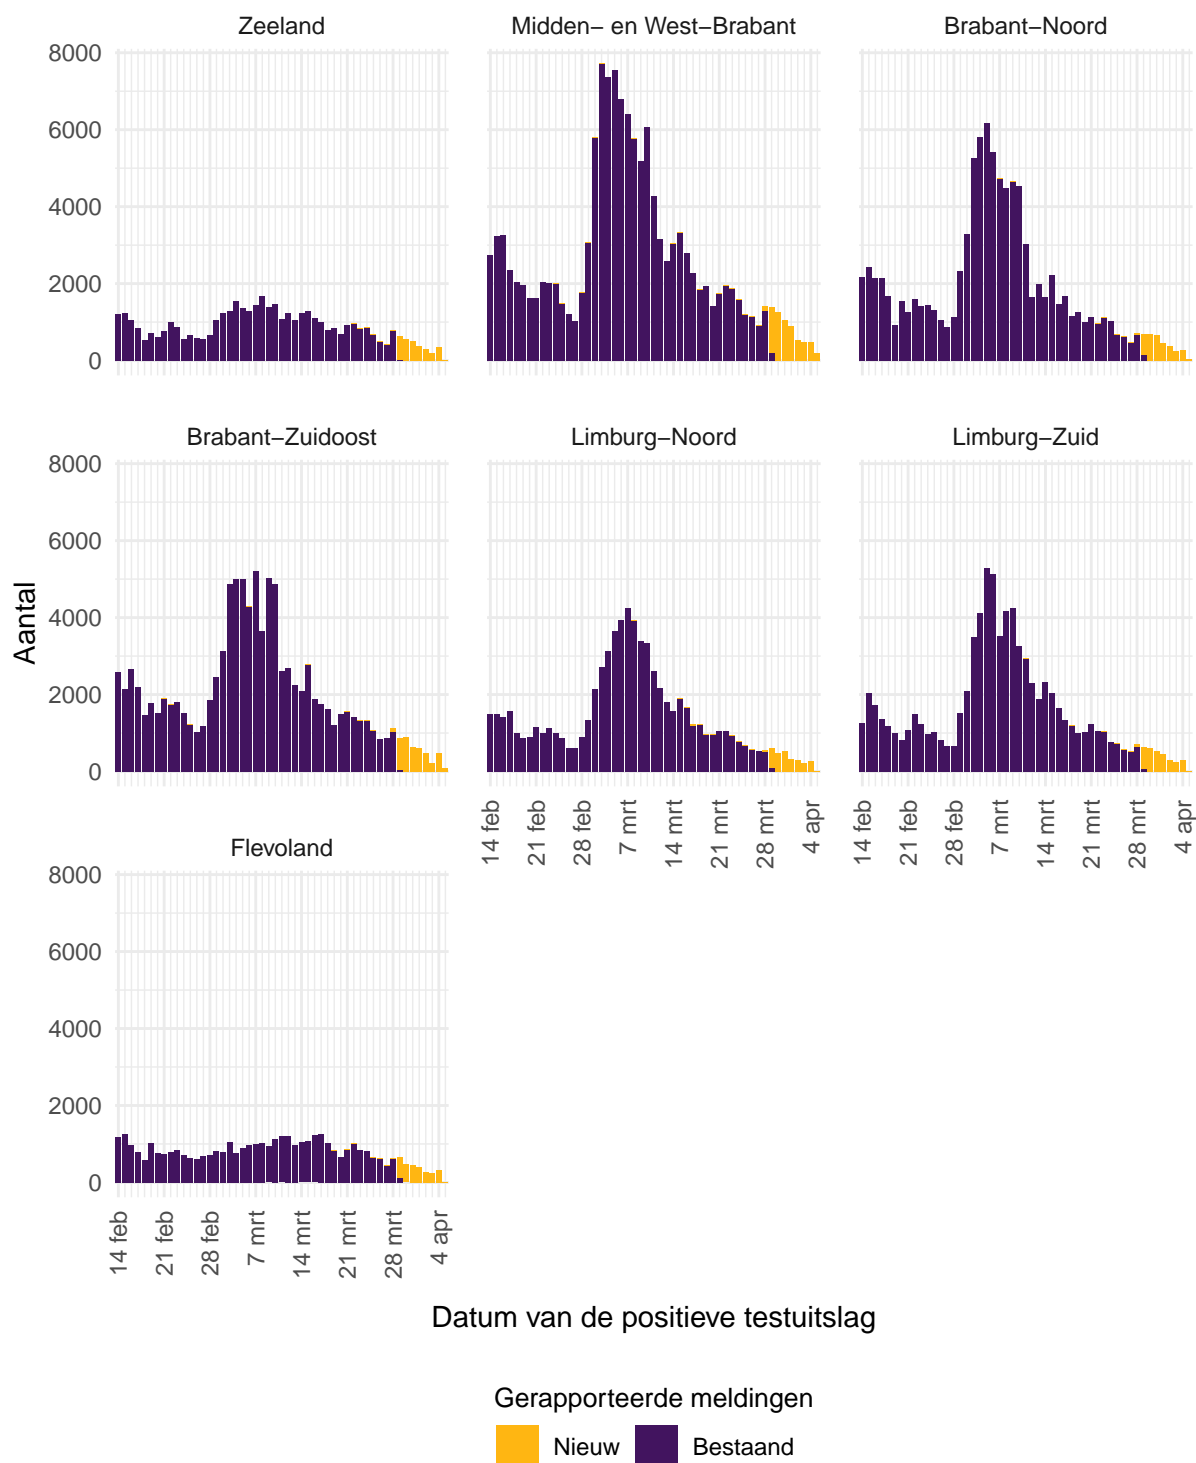 Zeeland
Midden– en West–Brabant
Brabant–Noord
8000
6000
4000
2000
0
Brabant–Zuidoost
Limburg–Noord
Limburg–Zuid
8000
6000
4000
2000
0
14 feb
21 feb
28 feb
7 mrt
14 mrt
21 mrt
28 mrt
4 apr
14 feb
21 feb
28 feb
7 mrt
14 mrt
21 mrt
28 mrt
4 apr
Flevoland
8000
6000
4000
2000
0
14 feb
21 feb
28 feb
7 mrt
14 mrt
21 mrt
28 mrt
4 apr
Aantal
Datum van de positieve testuitslag
Gerapporteerde meldingen
Nieuw
Bestaand